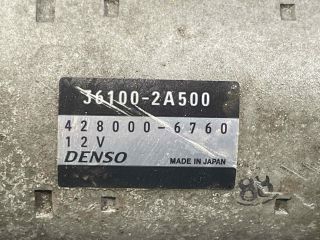 36100-2A500
428000-6760
12V
DENSO
MADE IN JAPAN